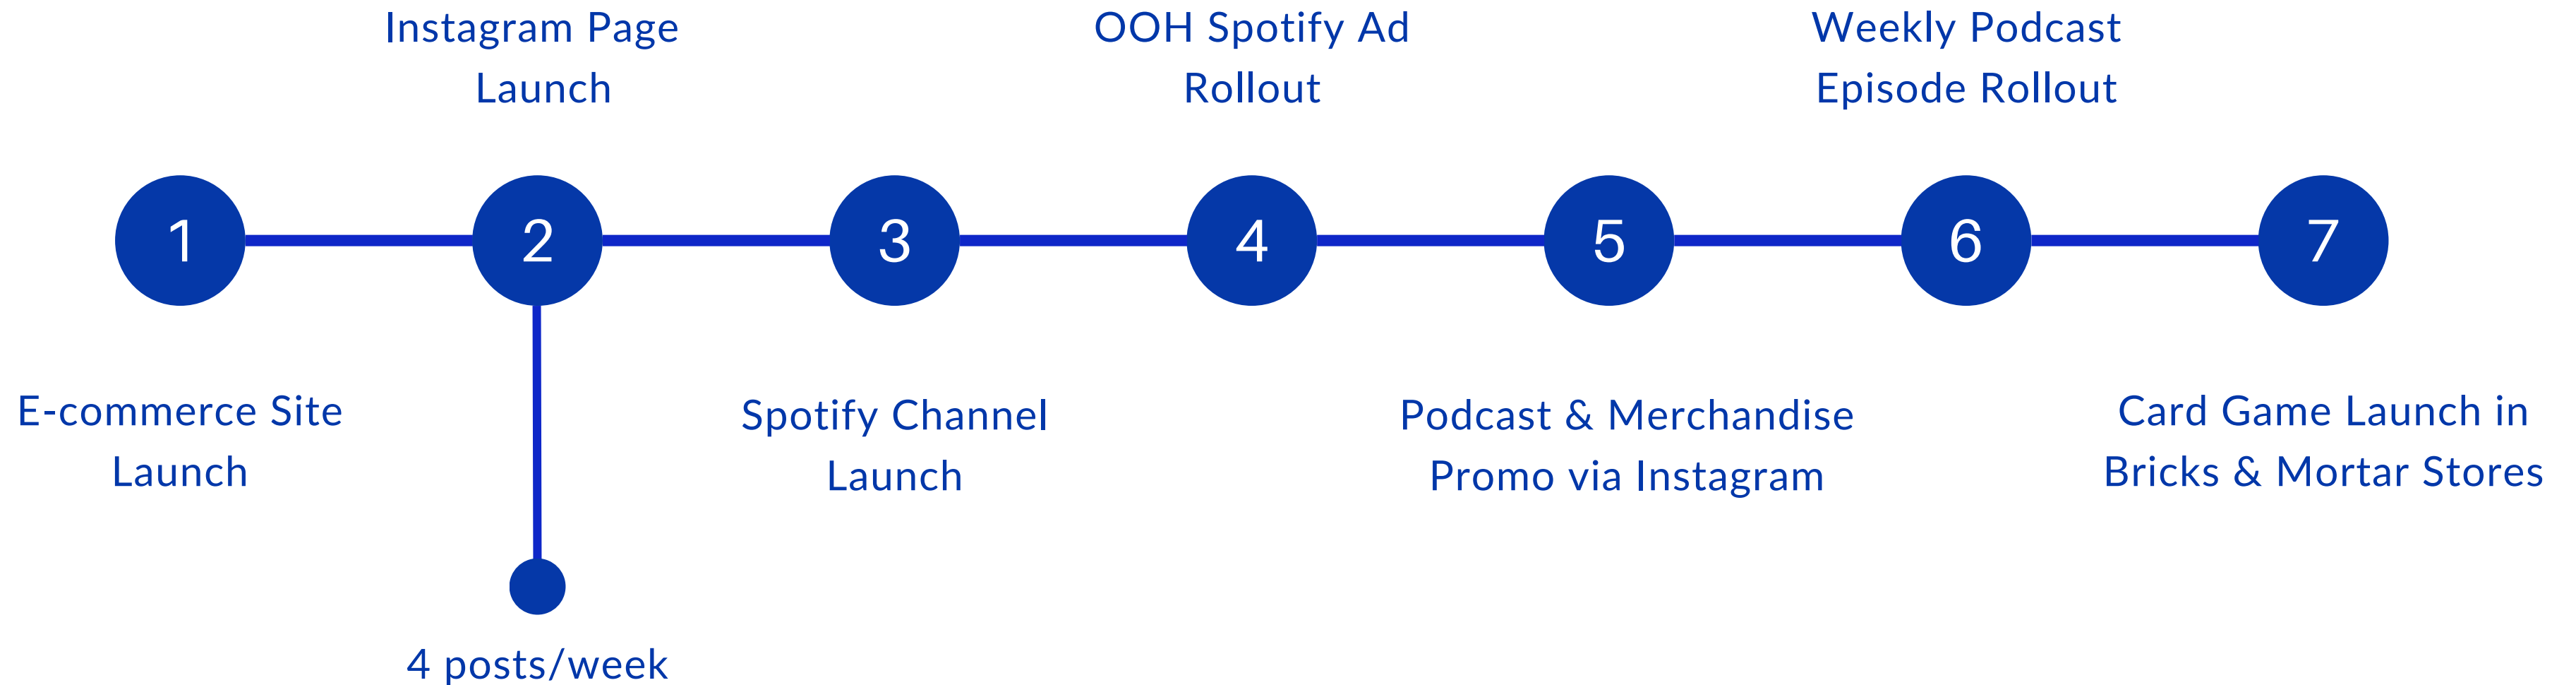 Instagram Page
Launch
OOH Spotify Ad
Rollout
Weekly Podcast
Episode Rollout
1
2
3
4
5
6
7
E-commerce Site
Launch
Spotify Channel
Launch
Podcast & Merchandise
Promo via Instagram
Card Game Launch in
Bricks & Mortar Stores
4 posts/week